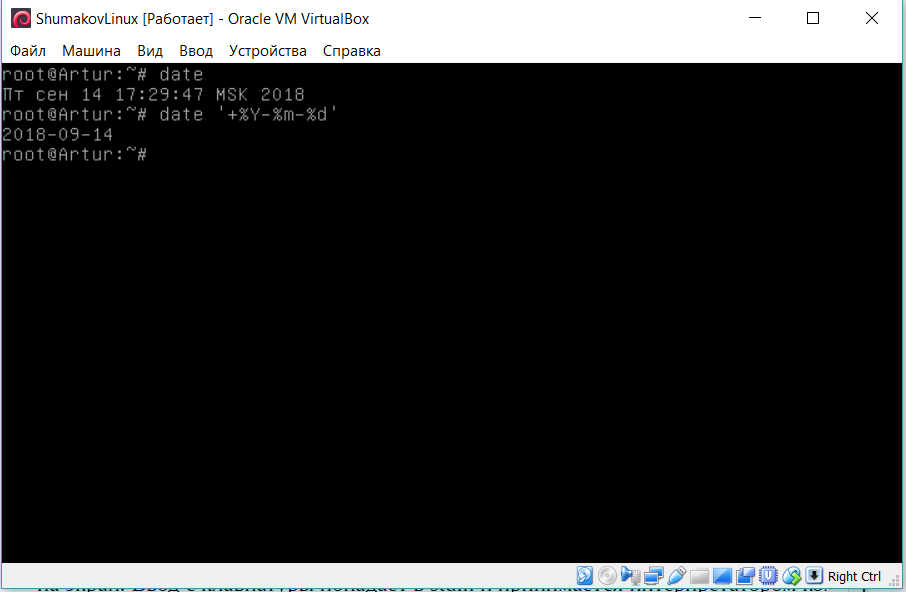 ShumakovLinux [Работает] - Oracle VM VirtualBox
Файл Машина Вид Ввод Устройства Справка
root@Artur:~# date
Пт сен 14 17:29:47 MSK 2018
root@Artur:~# date '+%Y-%m-%d'
2018-09-14
root@Artur:~#
Right Ctrl